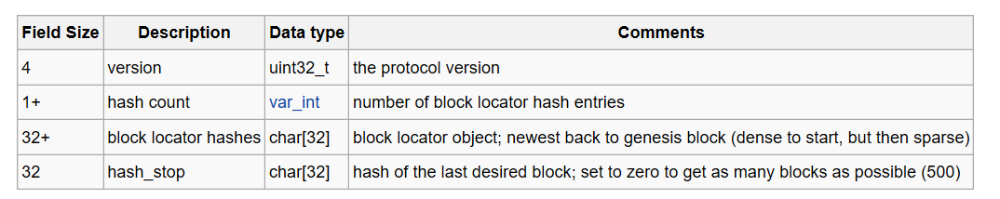 Field Size Description Data type Comments
4 version uint32_t the protocol version
1+ hash count var_int number of block locator hash entries
32+ block locator hashes char[32] block locator object; newest back to genesis block (dense to start, but then sparse)
32 hash_stop char[32] hash of the last desired block; set to zero to get as many blocks as possible (500)